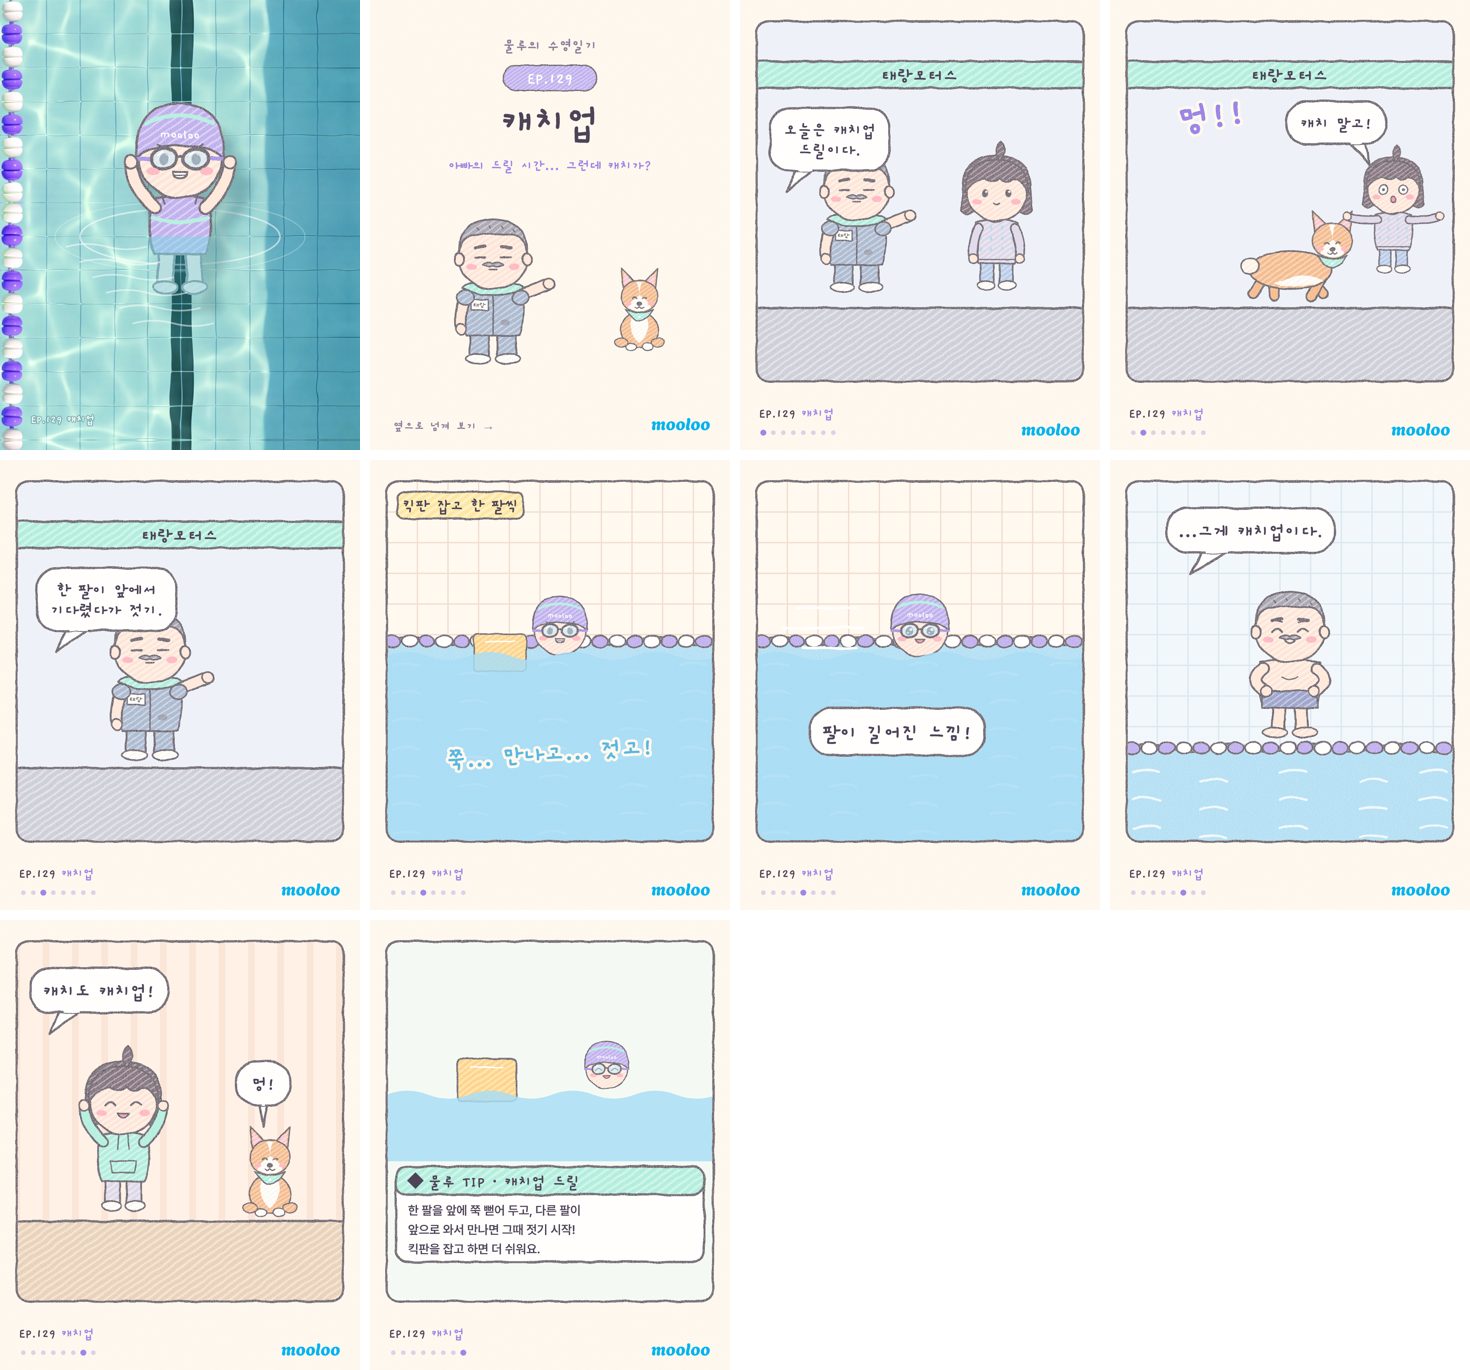 mooloo
EP.129 캐치업
물루의 수영일기
EP.129
캐치업
아빠의 드릴 시간... 그런데 캐치가?
태랑
옆으로 넘겨 보기 →
mooloo
태랑모터스
오늘은 캐치업
드릴이다.
태랑
EP.129 캐치업
mooloo
태랑모터스
멍!!
캐치 말고!
EP.129 캐치업
mooloo
태랑모터스
한 팔이 앞에서
기다렸다가 젓기.
태랑
EP.129 캐치업
mooloo
킥판 잡고 한 팔씩
mooloo
쭉... 만나고... 젓고!
EP.129 캐치업
mooloo
mooloo
팔이 길어진 느낌!
EP.129 캐치업
mooloo
...그게 캐치업이다.
EP.129 캐치업
mooloo
캐치도 캐치업!
멍!
EP.129 캐치업
mooloo
mooloo
◆ 물루 TIP · 캐치업 드릴
한 팔을 앞에 쭉 뻗어 두고, 다른 팔이
앞으로 와서 만나면 그때 젓기 시작!
킥판을 잡고 하면 더 쉬워요.
EP.129 캐치업
mooloo